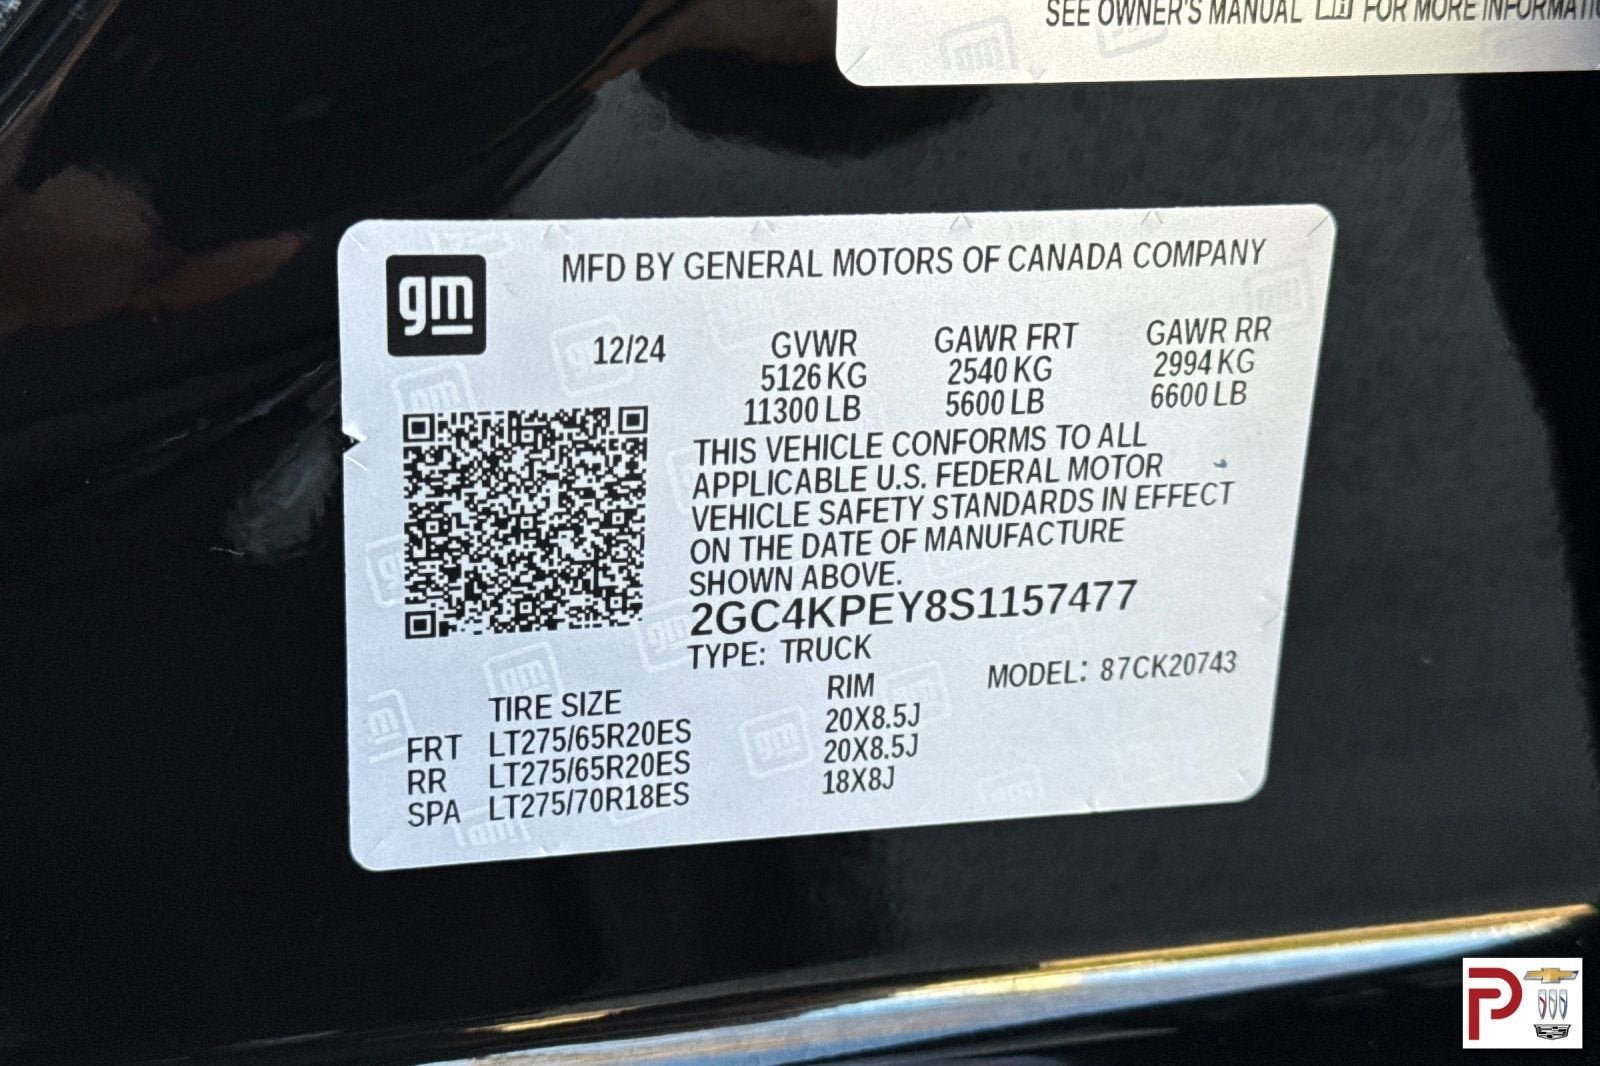 SEE OWNER'S MANUAL FOR MORE
gm
MFD BY GENERAL MOTORS OF CANADA COMPANY
12/24 GVWR GAWR FRT GAWR RR
5126 KG 2540 KG 2994 KG
11300 LB 5600 LB 6600 LB
THIS VEHICLE CONFORMS TO ALL
APPLICABLE U.S. FEDERAL MOTOR
VEHICLE SAFETY STANDARDS IN EFFECT
ON THE DATE OF MANUFACTURE
SHOWN ABOVE.
2GC4KPEY8S1157477
TYPE: TRUCK
MODEL: 87CK20743
TIRE SIZE RIM
FRT LT275/65R20ES 20X8.5J
RR LT275/65R20ES 20X8.5J
SPA LT275/70R18ES 18X8J
P